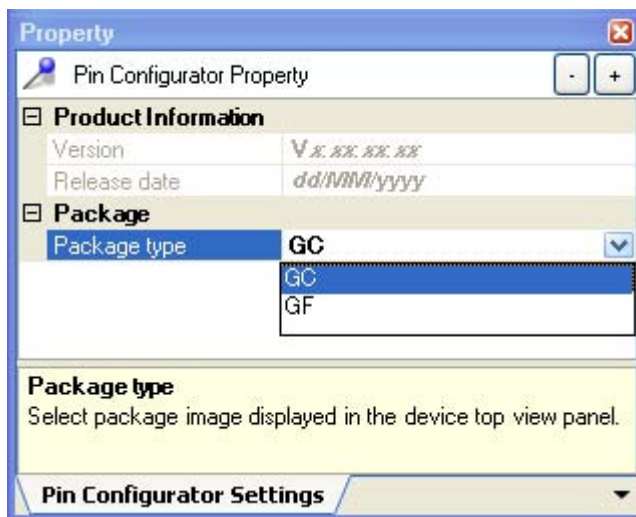 Property
Pin Configurator Property
- +
Product Information
Version V x.xx.xx.xx
Release date dd/MM/yyyy
Package
Package type GC
GC
GF
Package type
Select package image displayed in the device top view panel.
Pin Configurator Settings